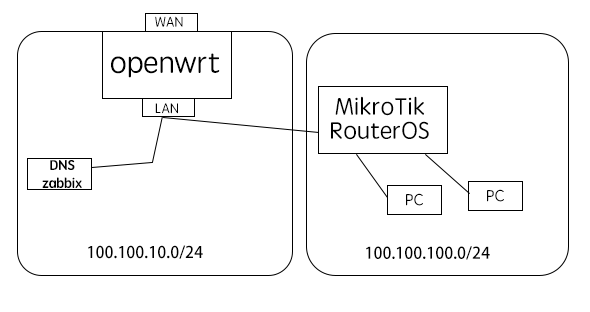 WAN
openwrt
LAN
MikroTik
RouterOS
DNS
zabbix
PC
PC
100.100.10.0/24
100.100.100.0/24